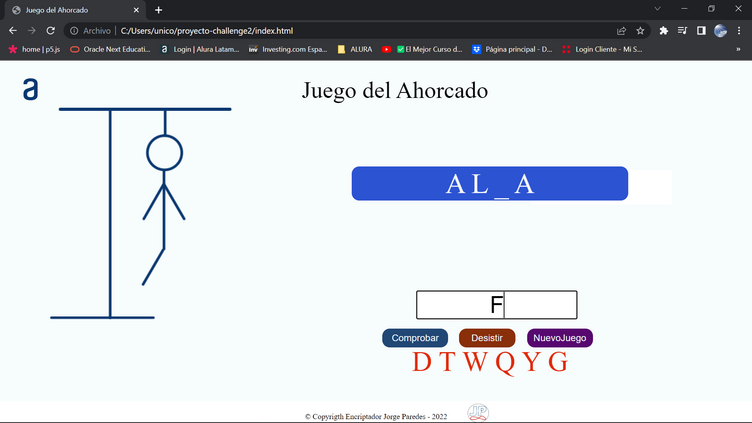 Juego del Ahorcado
Archivo | C:/Users/unico/proyecto-challenge2/index.html
home | p5.js
Oracle Next Educati...
Login | Alura Latam...
inv Investing.com Espa...
ALURA
El Mejor Curso d...
Página principal - D...
Login Cliente - Mi S...
»
a
Juego del Ahorcado
A L _ A
F
Comprobar
Desistir
NuevoJuego
D T W Q Y G
© Copyrigth Encriptador Jorge Paredes - 2022
JP